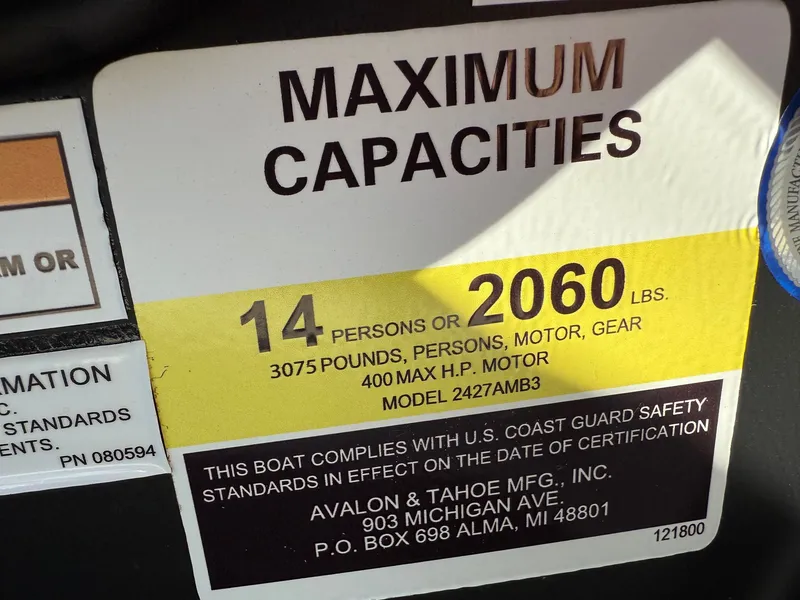 MAXIMUM
CAPACITIES
14 PERSONS OR 2060 LBS.
3075 POUNDS, PERSONS, MOTOR, GEAR
400 MAX H.P. MOTOR
MODEL 2427AMB3
THIS BOAT COMPLIES WITH U.S. COAST GUARD SAFETY
STANDARDS IN EFFECT ON THE DATE OF CERTIFICATION
AVALON & TAHOE MFG., INC.
903 MICHIGAN AVE.
P.O. BOX 698 ALMA, MI 48801
121800
M OR
MATION
C.
STANDARDS
ENTS.
PN 080594